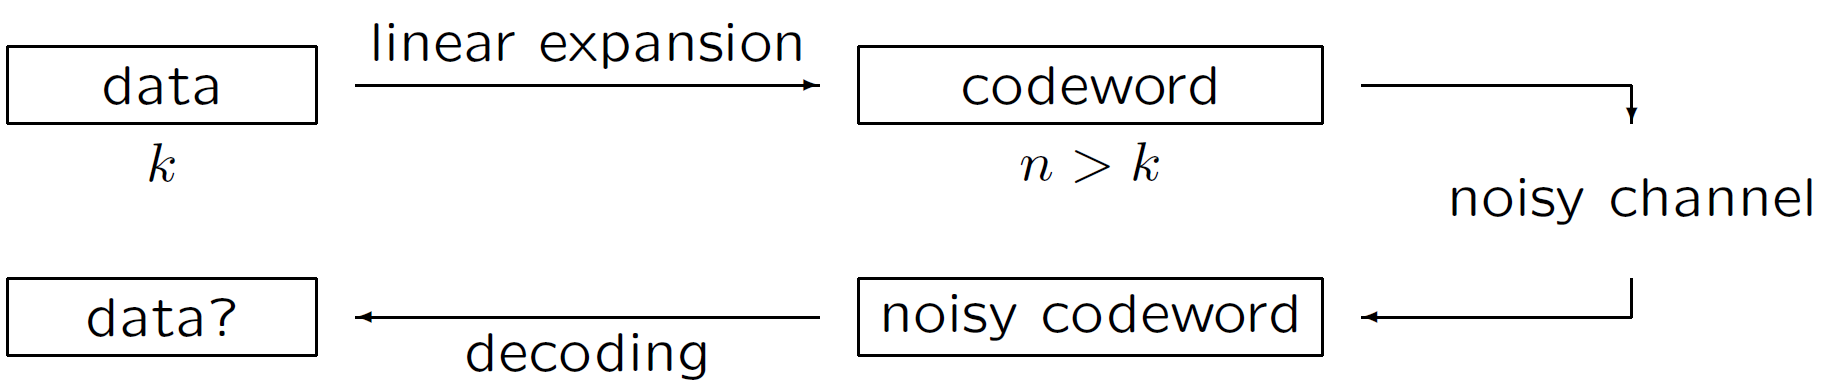 linear expansion
data
codeword
k
n > k
noisy channel
data?
noisy codeword
decoding